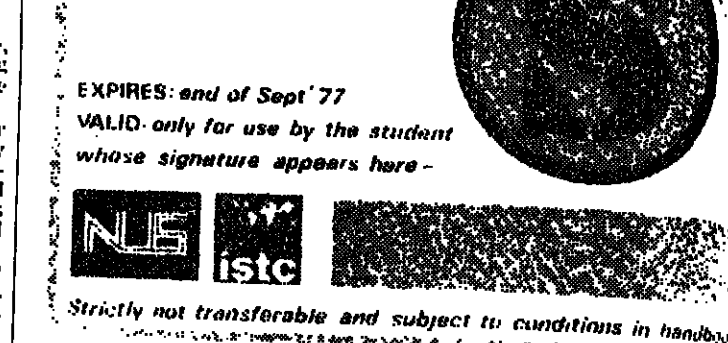 EXPIRES: end of Sept' 77
VALID- only for use by the student
whose signature appears here -
NUS
istc
Strictly not transferable and subject to conditions in